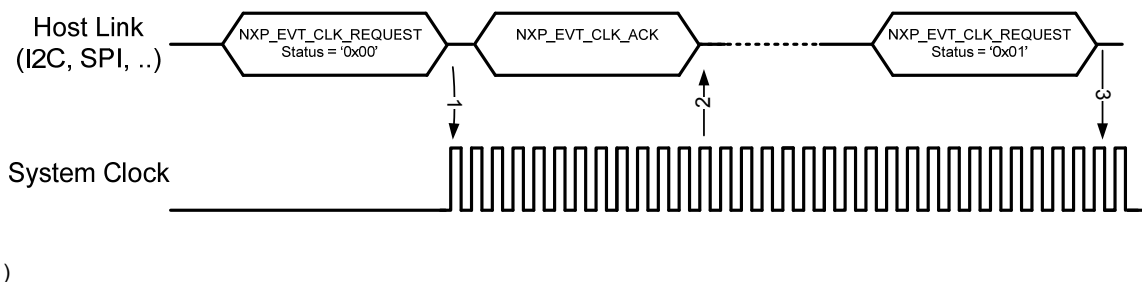 Host Link
(I2C, SPI, ..)
NXP_EVT_CLK_REQUEST
Status = ‘0x00’
NXP_EVT_CLK_ACK
NXP_EVT_CLK_REQUEST
Status = ‘0x01’
1
2
3
System Clock
)